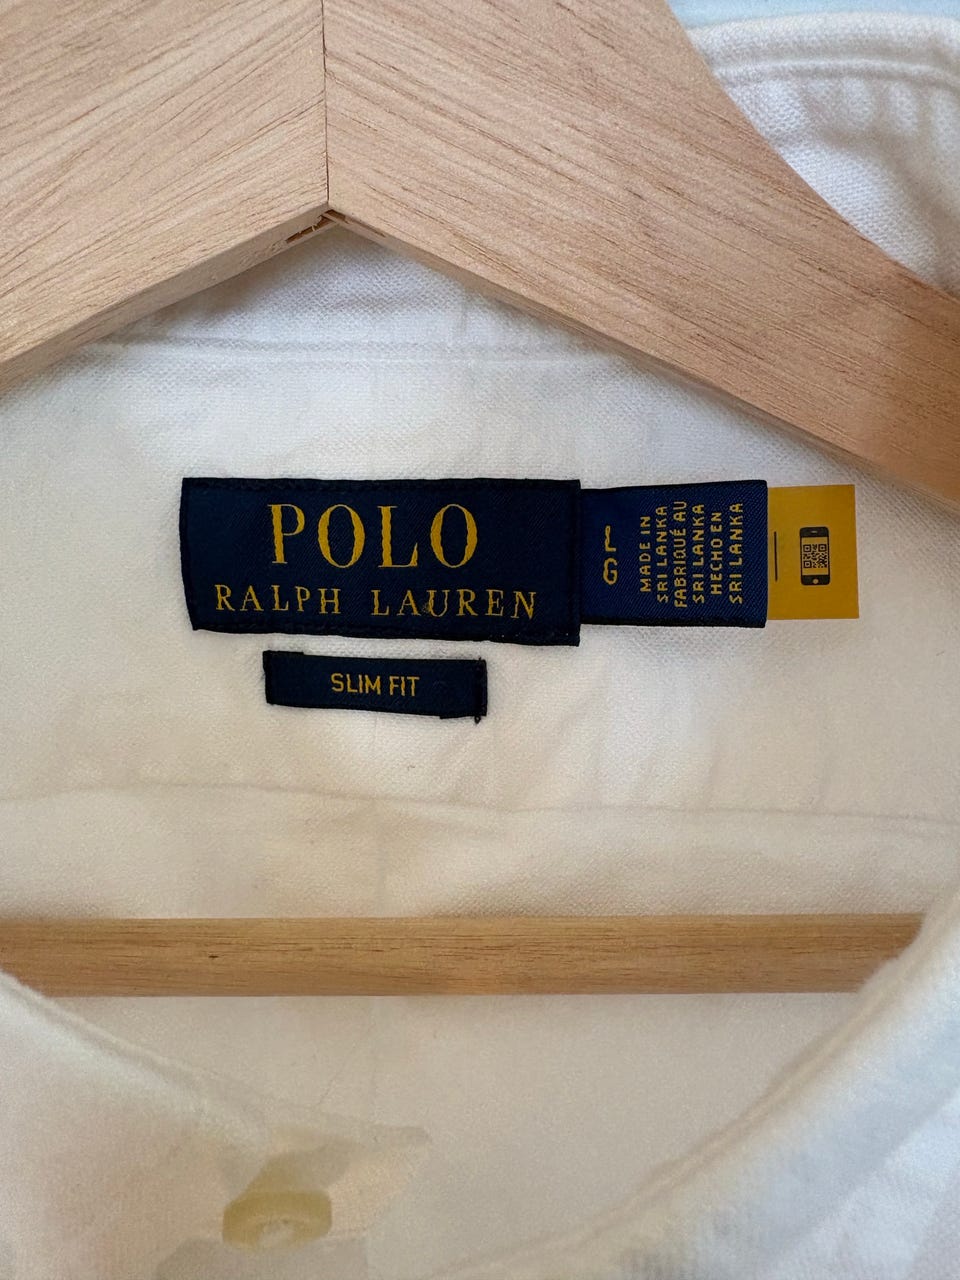 POLO
RALPH LAUREN
L
G
MADE IN
SRI LANKA
FABRIQUÉ AU
SRI LANKA
HECHO EN
SRI LANKA
SLIM FIT